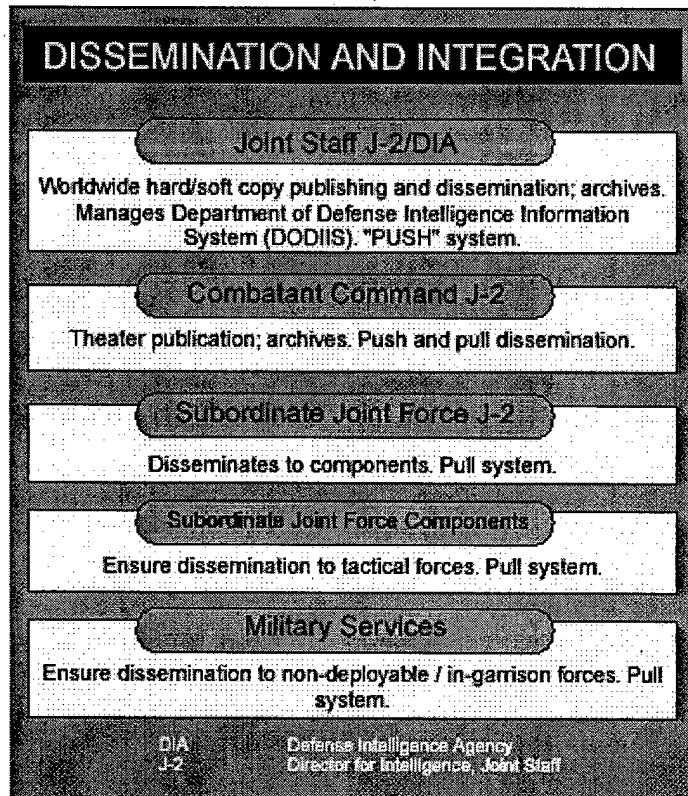 DISSEMINATION AND INTEGRATION
Joint Staff J-2/DIA
Worldwide hard/soft copy publishing and dissemination; archives.
Manages Department of Defense Intelligence Information
System (DODIIS). "PUSH" system.
Combatant Command J-2
Theater publication; archives. Push and pull dissemination.
Subordinate Joint Force J-2
Disseminates to components. Pull system.
Subordinate Joint Force Components
Ensure dissemination to tactical forces. Pull system.
Military Services
Ensure dissemination to non-deployable / in-garrison forces. Pull
system.
DIA Defense Intelligence Agency
J-2 Director for Intelligence, Joint Staff